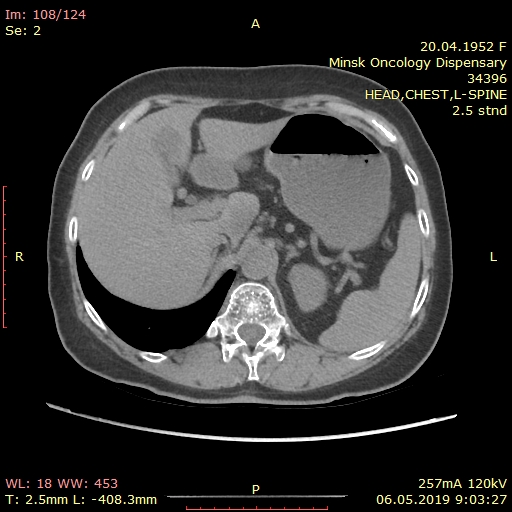 Im: 108/124
Se: 2
A
20.04.1952 F
Minsk Oncology Dispensary
34396
HEAD,CHEST,L-SPINE
2.5 stnd
R
L
WL: 18 WW: 453
T: 2.5mm L: -408.3mm
P
257mA 120kV
06.05.2019 9:03:27